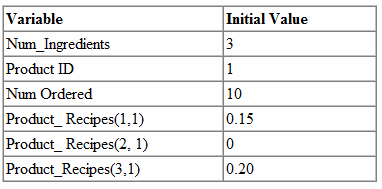 Variable Initial Value
Num_Ingredients 3
Product ID 1
Num Ordered 10
Product_ Recipes(1,1) 0.15
Product_ Recipes(2, 1) 0
Product_Recipes(3,1) 0.20